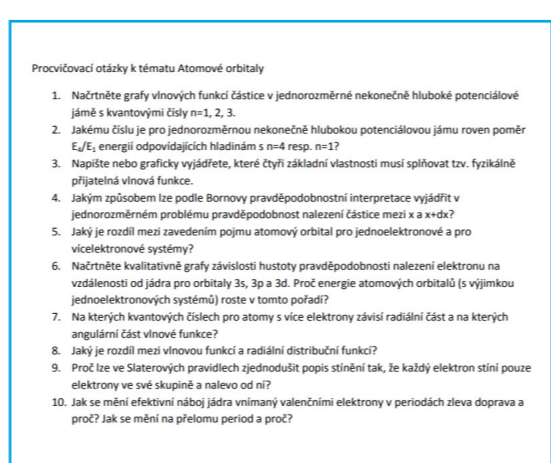 Procvičovací otázky k tématu Atomové orbitaly
1. Načrtněte grafy vlnových funkcí částice v jednorozměrné nekonečně hluboké potenciálové
jámě s kvantovými čísly n=1, 2, 3.
2. Jakému číslu je pro jednorozměrnou nekonečně hlubokou potenciálovou jámu roven poměr
E₄/E₁ energií odpovídajících hladinám s n=4 resp. n=1?
3. Napište nebo graficky vyjádřete, které čtyři základní vlastnosti musí splňovat tzv. fyzikálně
přijatelná vlnová funkce.
4. Jakým způsobem lze podle Bornovy pravděpodobnostní interpretace vyjádřit v
jednorozměrném problému pravděpodobnost nalezení částice mezi x a x+dx?
5. Jaký je rozdíl mezi zavedením pojmu atomový orbital pro jednoelektronové a pro
vícelektronové systémy?
6. Načrtněte kvalitativně grafy závislosti hustoty pravděpodobnosti nalezení elektronu na
vzdálenosti od jádra pro orbitaly 3s, 3p a 3d. Proč energie atomových orbitalů (s výjimkou
jednoelektronových systémů) roste v tomto pořadí?
7. Na kterých kvantových číslech pro atomy s více elektrony závisí radiální část a na kterých
angulární část vlnové funkce?
8. Jaký je rozdíl mezi vlnovou funkcí a radiální distribuční funkcí?
9. Proč lze ve Slaterových pravidlech zjednodušit popis stínění tak, že každý elektron stíní pouze
elektrony ve své skupině a nalevo od ní?
10. Jak se mění efektivní náboj jádra vnímaný valenčními elektrony v periodách zleva doprava a
proč? Jak se mění na přelomu period a proč?